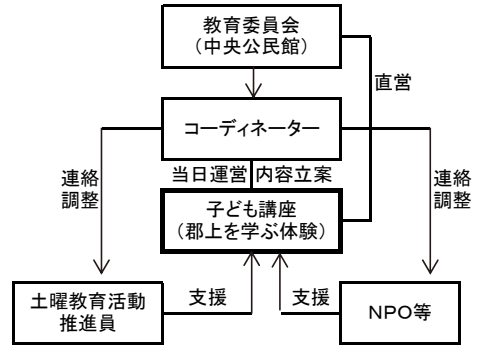 教育委員会
（中央公民館）
直営
コーディネーター
当日運営 内容立案
連絡
調整
連絡
調整
子ども講座
（郡上を学ぶ体験）
土曜教育活動
推進員
支援
支援
NPO等